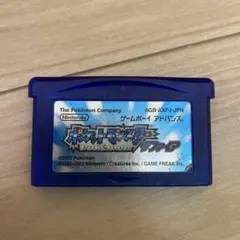 The Pokémon Company AGB-AXPJ-JPN
Nintendo ゲームボーイ アドバンス
ポケットモンスター
サファイア
©2002 Pokémon
©1995-2002 Nintendo / Creatures inc. / GAME FREAK inc.